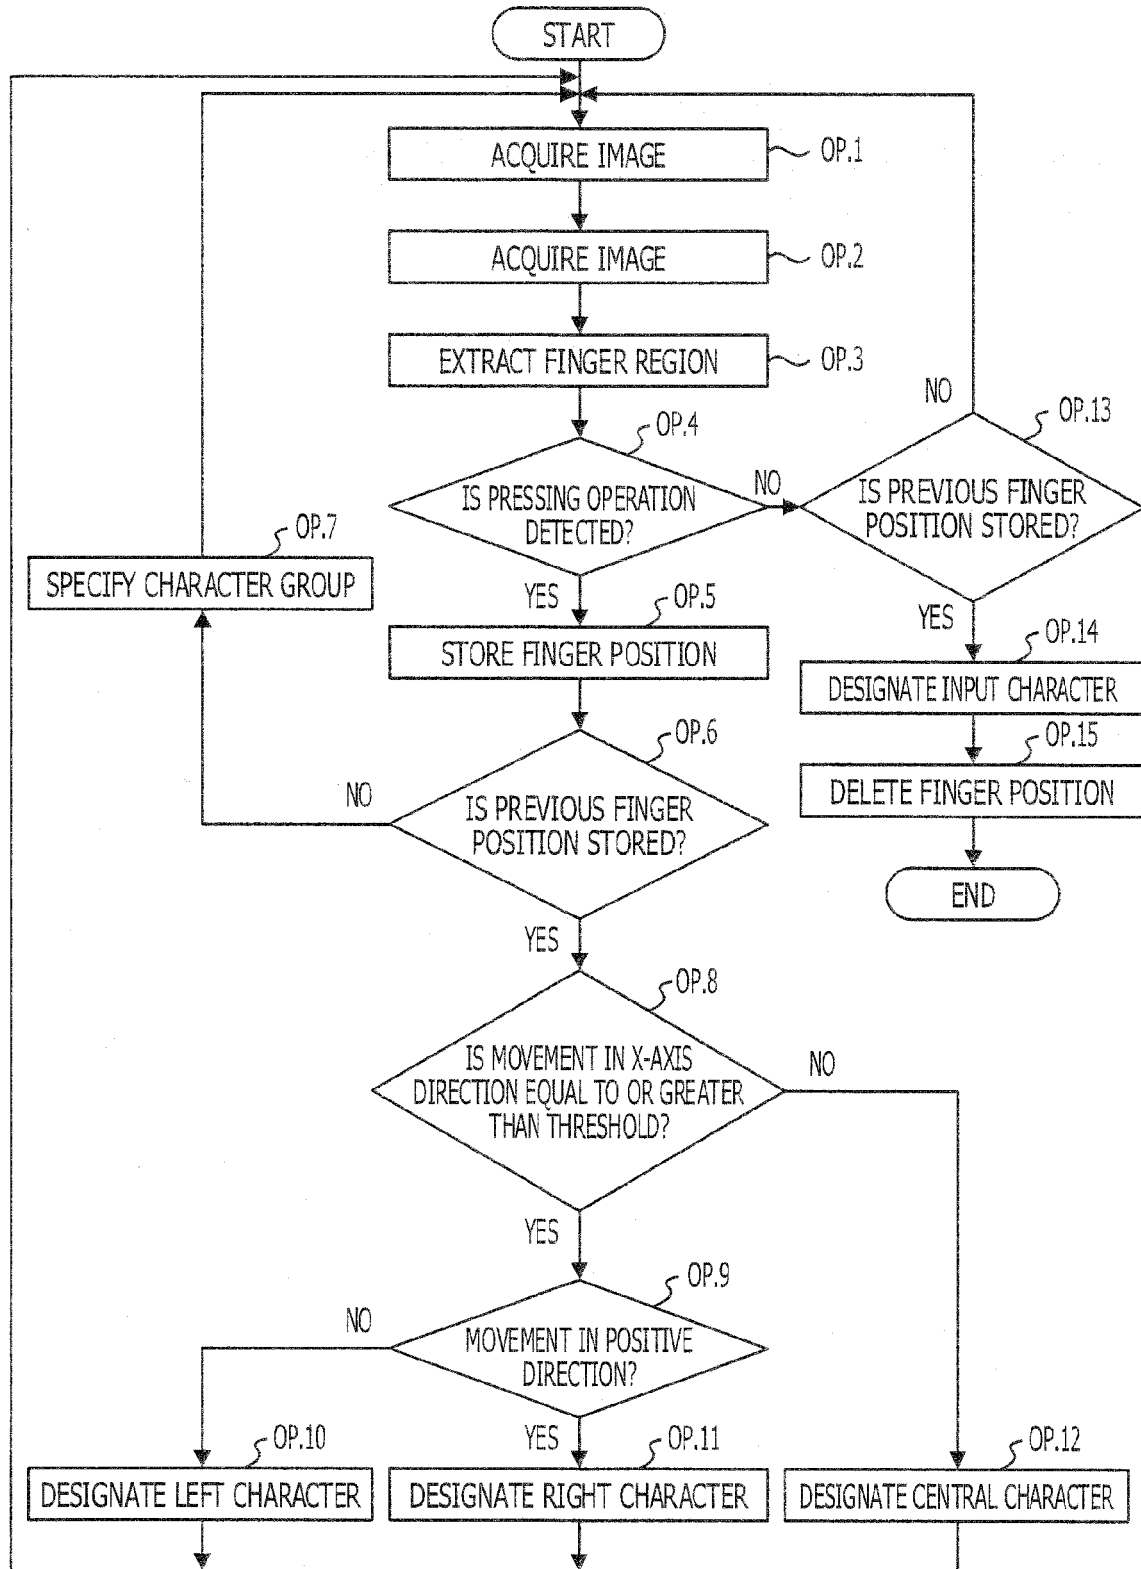 START
ACQUIRE IMAGE
OP.1
ACQUIRE IMAGE
OP.2
EXTRACT FINGER REGION
OP.3
OP.4
IS PRESSING OPERATION
DETECTED?
NO
YES
NO
OP.13
IS PREVIOUS FINGER
POSITION STORED?
YES
OP.7
SPECIFY CHARACTER GROUP
OP.5
STORE FINGER POSITION
OP.14
DESIGNATE INPUT CHARACTER
OP.15
DELETE FINGER POSITION
END
OP.6
IS PREVIOUS FINGER
POSITION STORED?
NO
YES
OP.8
IS MOVEMENT IN X-AXIS
DIRECTION EQUAL TO OR GREATER
THAN THRESHOLD?
NO
YES
OP.9
MOVEMENT IN POSITIVE
DIRECTION?
NO
YES
OP.10
DESIGNATE LEFT CHARACTER
OP.11
DESIGNATE RIGHT CHARACTER
OP.12
DESIGNATE CENTRAL CHARACTER